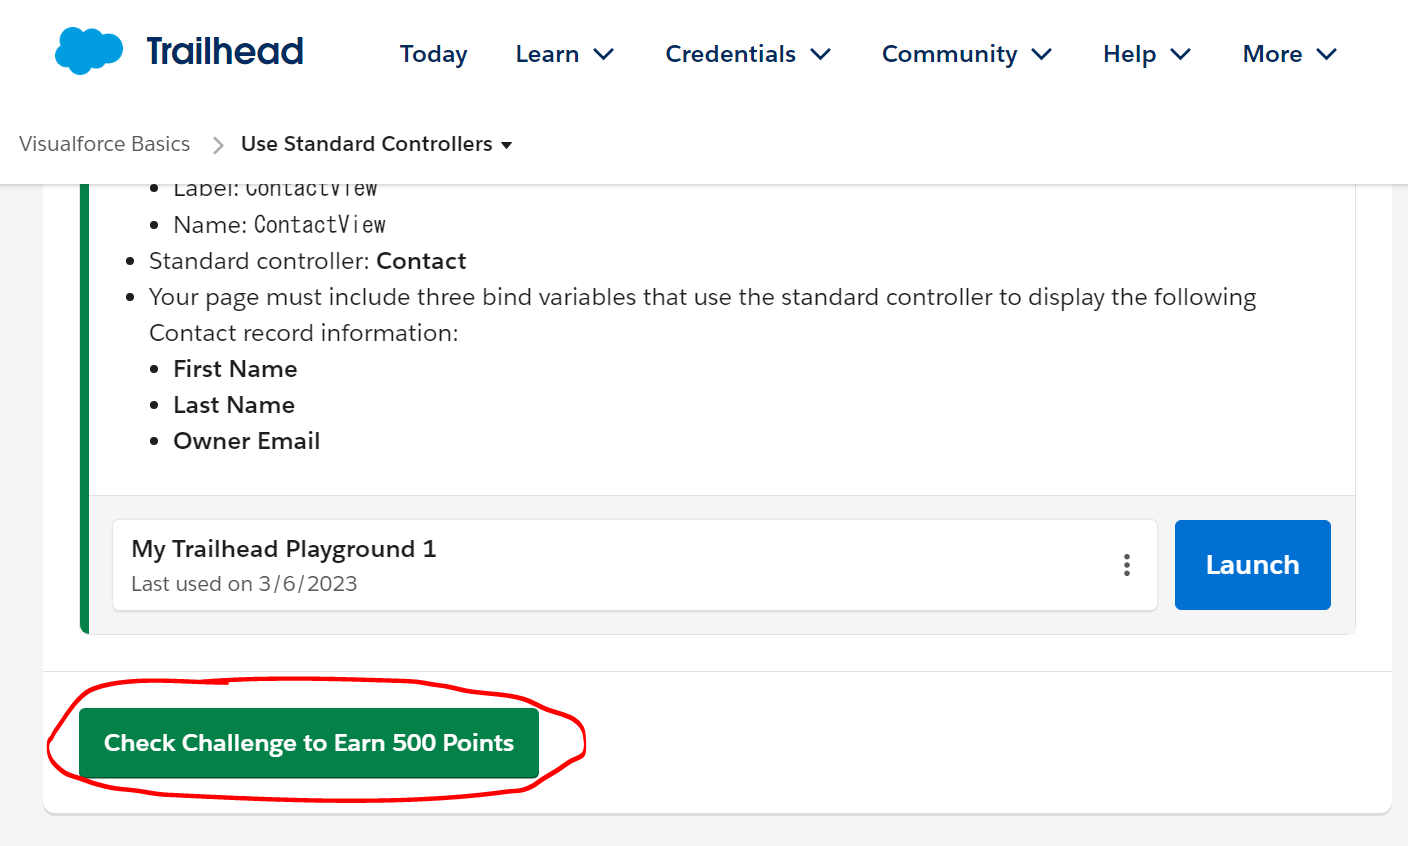 Trailhead
Today Learn Credentials Community Help More
Visualforce Basics Use Standard Controllers
Label: ContactView
Name: ContactView
Standard controller: Contact
Your page must include three bind variables that use the standard controller to display the following
Contact record information:
First Name
Last Name
Owner Email
My Trailhead Playground 1
Last used on 3/6/2023
Launch
Check Challenge to Earn 500 Points